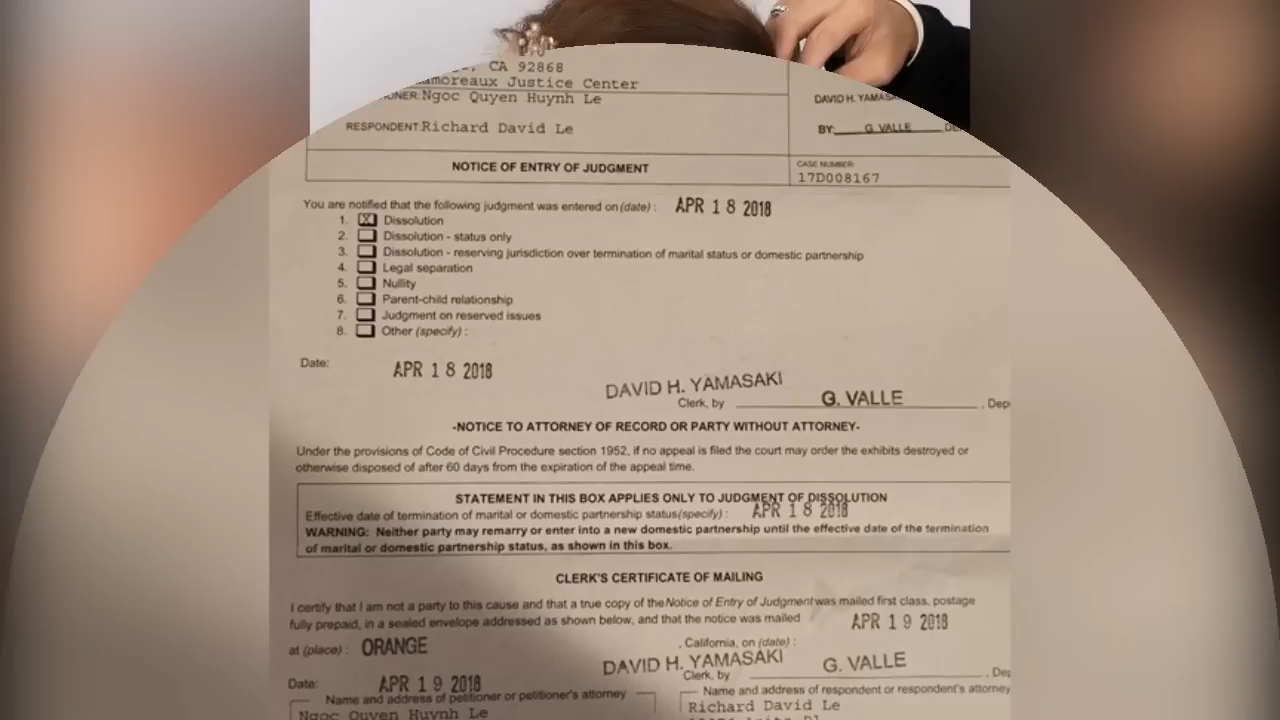 CA 92868
moreaux Justice Center
Ngoc Quyen Huynh Le
DAVID H.
RESPONDENT: Richard David Le
BY: G. VALLE
NOTICE OF ENTRY OF JUDGMENT
CASE NUMBER:
17D008167
You are notified that the following judgment was entered on (date) : APR 18 2018
1. X Dissolution
2. Dissolution - status only
3. Dissolution - reserving jurisdiction over termination of marital status or domestic partnership
4. Legal separation
5. Nullity
6. Parent-child relationship
7. Judgment on reserved issues
8. Other (specify) :
Date: APR 18 2018
DAVID H. YAMASAKI
Clerk, by G. VALLE , Dep
-NOTICE TO ATTORNEY OF RECORD OR PARTY WITHOUT ATTORNEY-
Under the provisions of Code of Civil Procedure section 1952, if no appeal is filed the court may order the exhibits destroyed or
otherwise disposed of after 60 days from the expiration of the appeal time.
STATEMENT IN THIS BOX APPLIES ONLY TO JUDGMENT OF DISSOLUTION
Effective date of termination of marital or domestic partnership status (specify) : APR 18 2018
WARNING: Neither party may remarry or enter into a new domestic partnership until the effective date of the termination
of marital or domestic partnership status, as shown in this box.
CLERK'S CERTIFICATE OF MAILING
I certify that I am not a party to this cause and that a true copy of the Notice of Entry of Judgment was mailed first class, postage
fully prepaid, in a sealed envelope addressed as shown below, and that the notice was mailed APR 19 2018
at (place) : ORANGE , California, on (date) :
DAVID H. YAMASAKI
Clerk, by G. VALLE , Dep
Date: APR 19 2018
Name and address of petitioner or petitioner's attorney
Name and address of respondent or respondent's attorney
Ngoc Quyen Huynh Le
Richard David Le